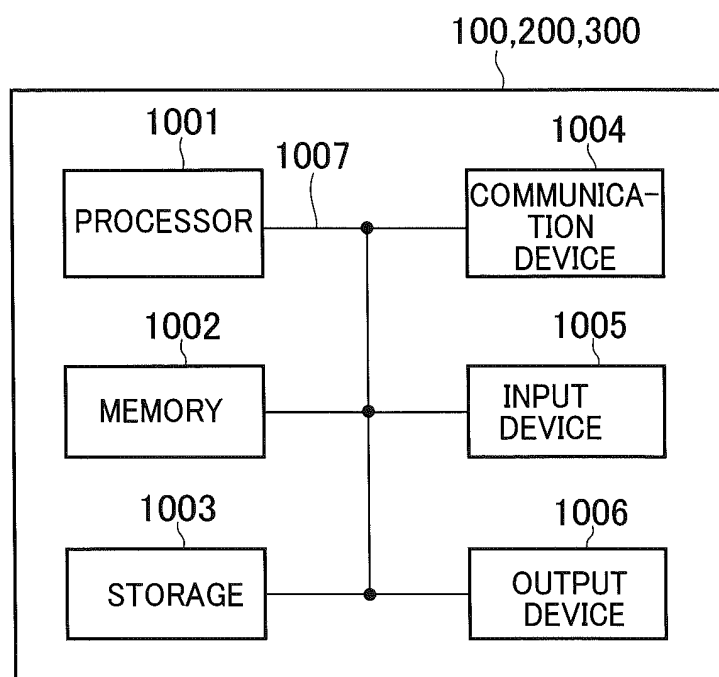 100,200,300
1001
1007
1004
PROCESSOR
COMMUNICA-
TION
DEVICE
1002
1005
MEMORY
INPUT
DEVICE
1003
1006
STORAGE
OUTPUT
DEVICE